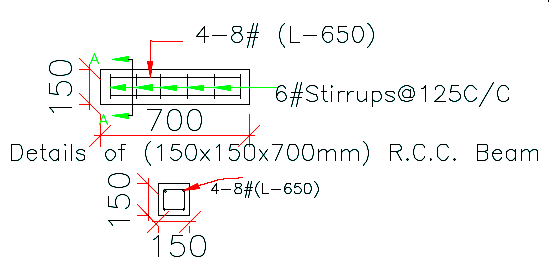 4-8# (L-650)
A
150
6#Stirrups@125C/C
A
700
Details of (150x150x700mm) R.C.C. Beam
150
4-8#(L-650)
150